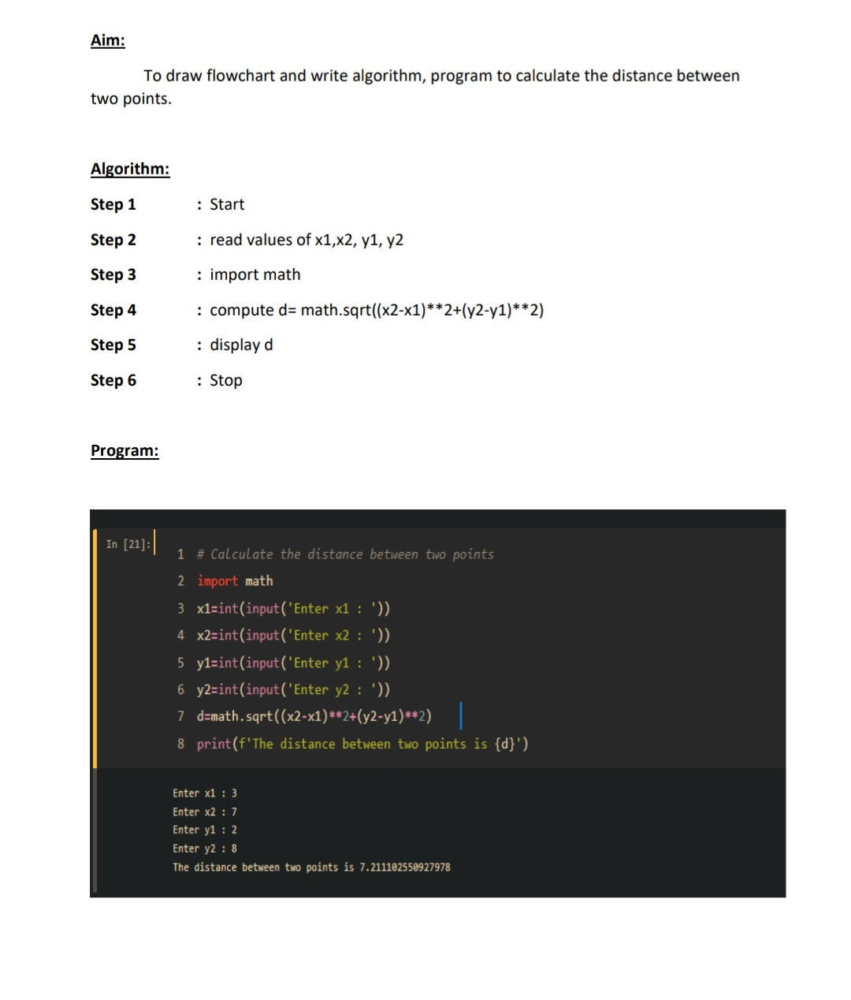 Aim:
To draw flowchart and write algorithm, program to calculate the distance between
two points.
Algorithm:
Step 1 : Start
Step 2 : read values of x1,x2, y1, y2
Step 3 : import math
Step 4 : compute d= math.sqrt((x2-x1)**2+(y2-y1)**2)
Step 5 : display d
Step 6 : Stop
Program:
In [21]:
1 # Calculate the distance between two points
2 import math
3 x1=int(input('Enter x1 : '))
4 x2=int(input('Enter x2 : '))
5 y1=int(input('Enter y1 : '))
6 y2=int(input('Enter y2 : '))
7 d=math.sqrt((x2-x1)**2+(y2-y1)**2)
8 print(f'The distance between two points is {d}')
Enter x1 : 3
Enter x2 : 7
Enter y1 : 2
Enter y2 : 8
The distance between two points is 7.211102550927978